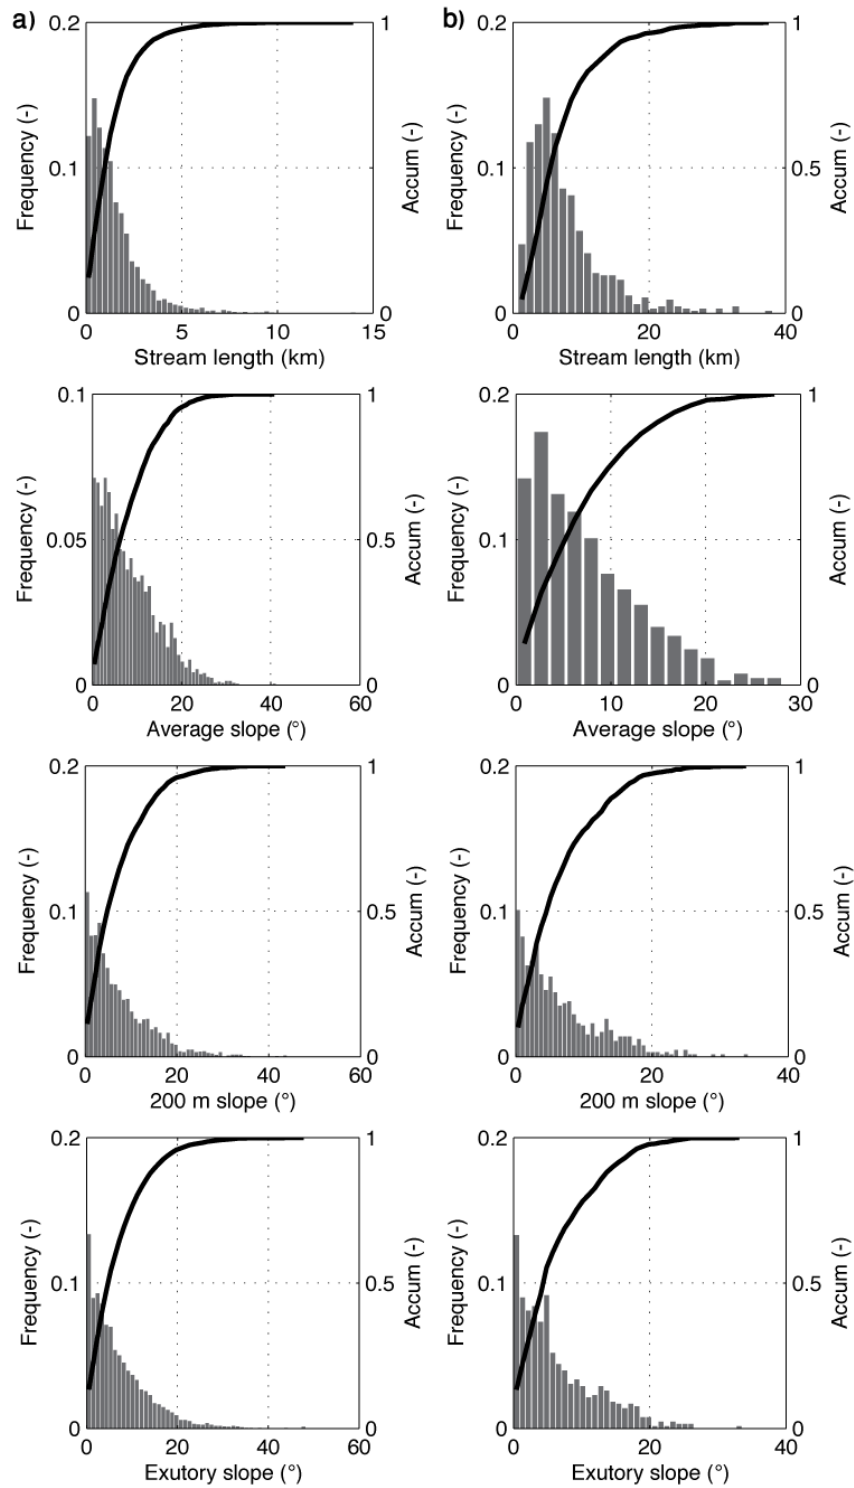 a)
0.2
0.1
0
Frequency (-)
1
0.5
0
Accum (-)
0 5 10 15
Stream length (km)
b)
0.2
0.1
0
Frequency (-)
1
0.5
0
Accum (-)
0 20 40
Stream length (km)
0.1
0.05
0
Frequency (-)
1
0.5
0
Accum (-)
0 20 40 60
Average slope (°)
0.2
0.1
0
Frequency (-)
1
0.5
0
Accum (-)
0 10 20 30
Average slope (°)
0.2
0.1
0
Frequency (-)
1
0.5
0
Accum (-)
0 20 40 60
200 m slope (°)
0.2
0.1
0
Frequency (-)
1
0.5
0
Accum (-)
0 20 40
200 m slope (°)
0.2
0.1
0
Frequency (-)
1
0.5
0
Accum (-)
0 20 40 60
Exutory slope (°)
0.2
0.1
0
Frequency (-)
1
0.5
0
Accum (-)
0 20 40
Exutory slope (°)